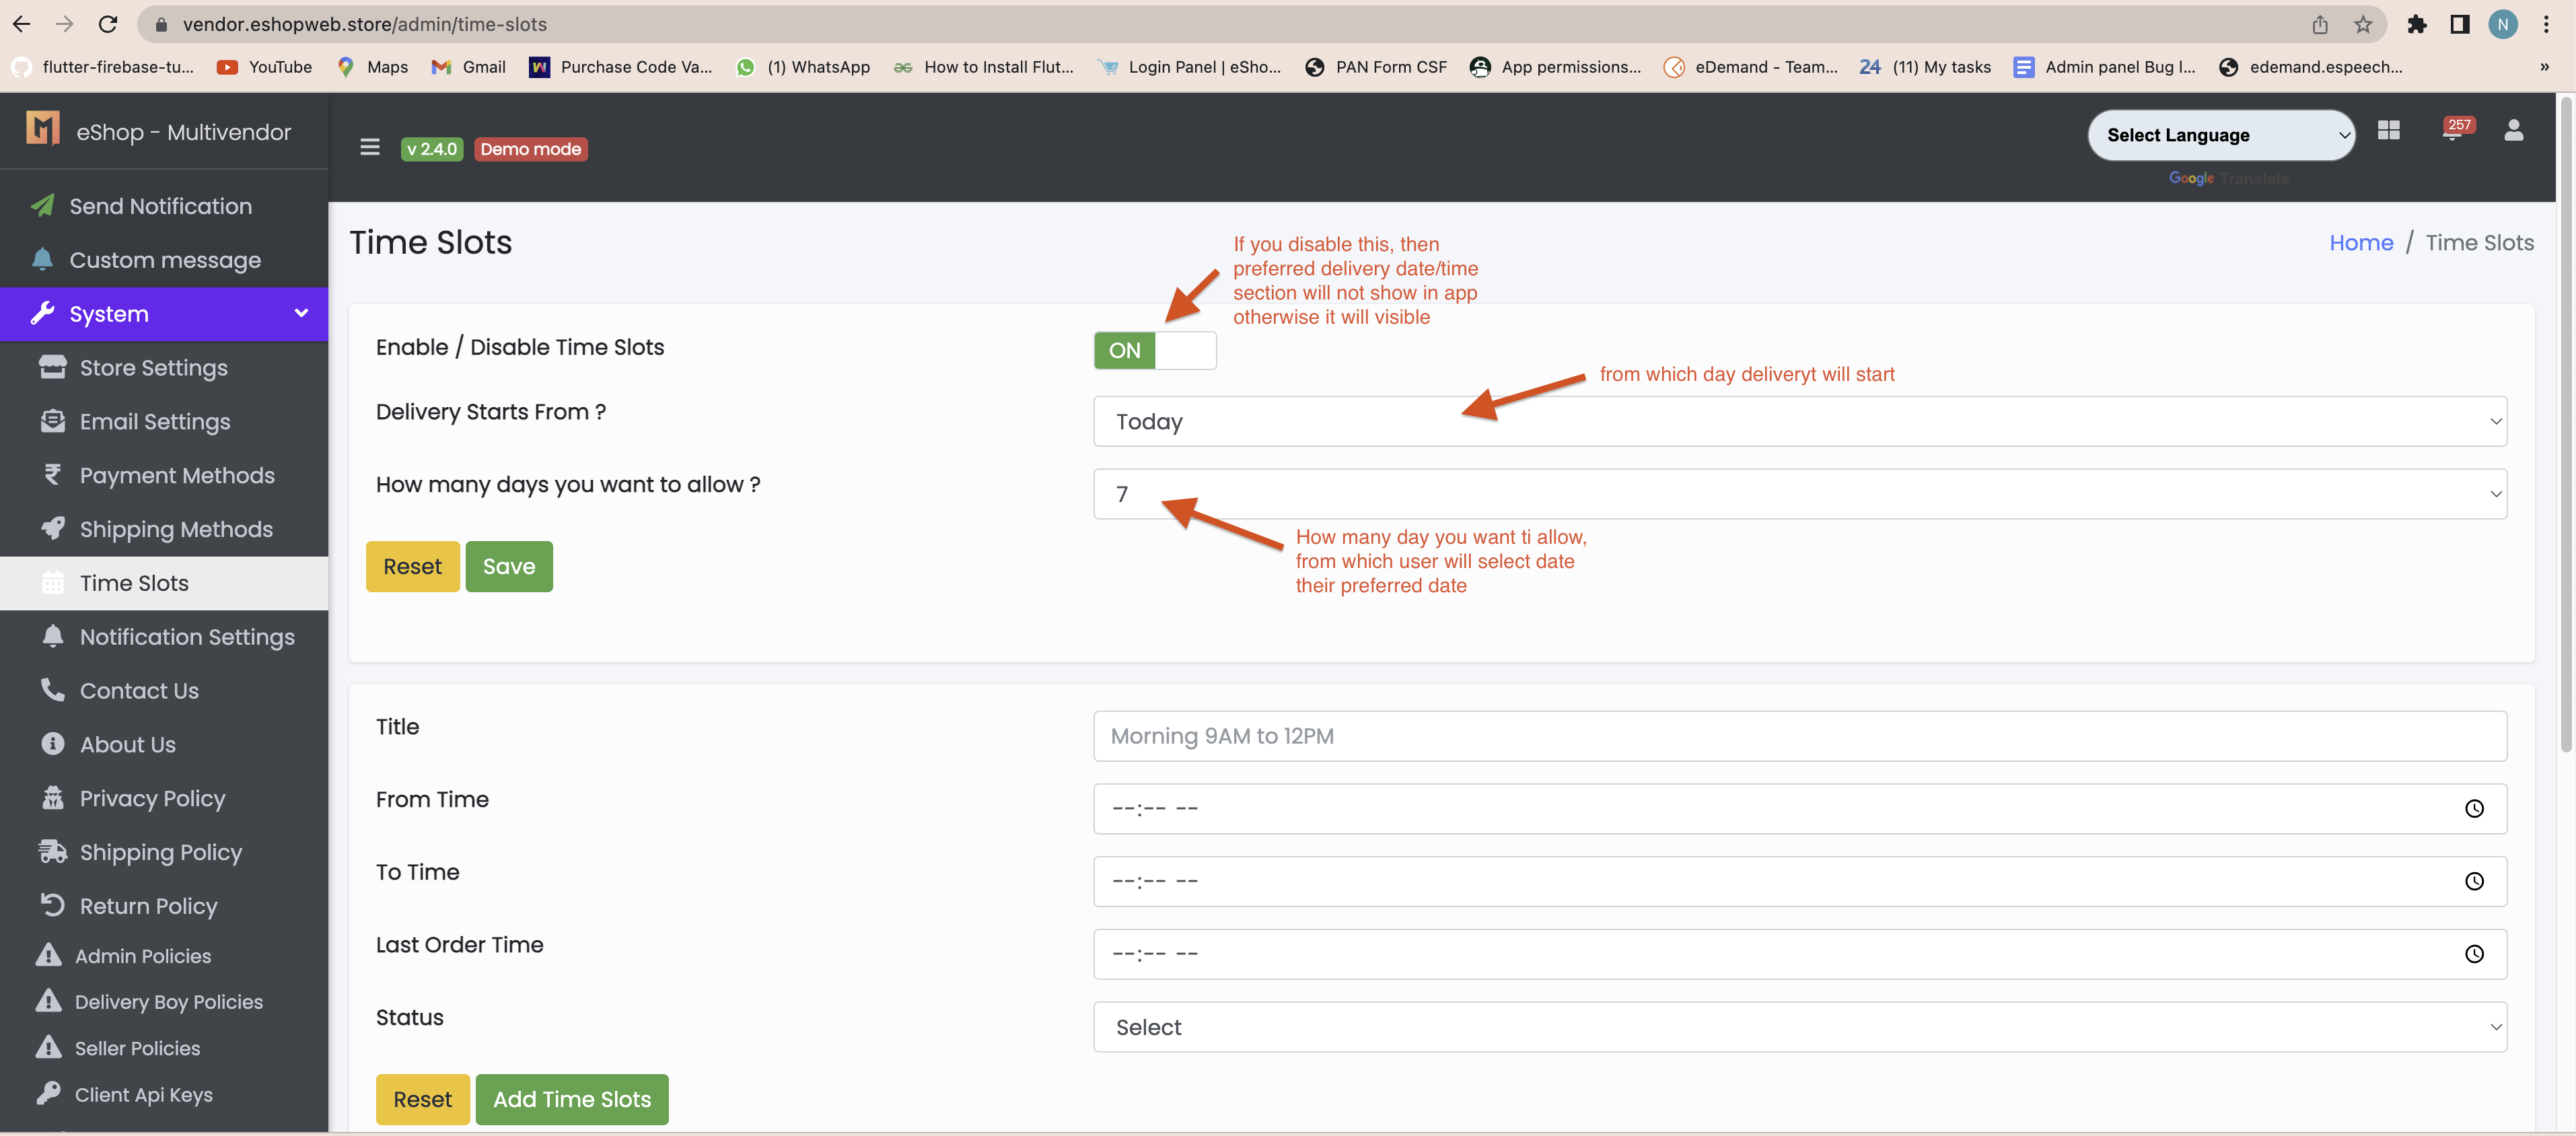 vendor.eshopweb.store/admin/time-slots
N
flutter-firebase-tu...
YouTube
Maps
Gmail
Purchase Code Va...
(1) WhatsApp
How to Install Flut...
Login Panel | eSho...
PAN Form CSF
App permissions...
eDemand - Team...
24 (11) My tasks
Admin panel Bug l...
edemand.espeech...
»
eShop - Multivendor
v 2.4.0
Demo mode
Select Language
257
Google Translate
Send Notification
Custom message
System
Store Settings
Email Settings
Payment Methods
Shipping Methods
Time Slots
Notification Settings
Contact Us
About Us
Privacy Policy
Shipping Policy
Return Policy
Admin Policies
Delivery Boy Policies
Seller Policies
Client Api Keys
Time Slots
Home / Time Slots
If you disable this, then
preferred delivery date/time
section will not show in app
otherwise it will visible
Enable / Disable Time Slots
ON
from which day deliveryt will start
Delivery Starts From ?
Today
How many days you want to allow ?
7
How many day you want ti allow,
from which user will select date
their preferred date
Reset
Save
Title
Morning 9AM to 12PM
From Time
--:-- --
To Time
--:-- --
Last Order Time
--:-- --
Status
Select
Reset
Add Time Slots